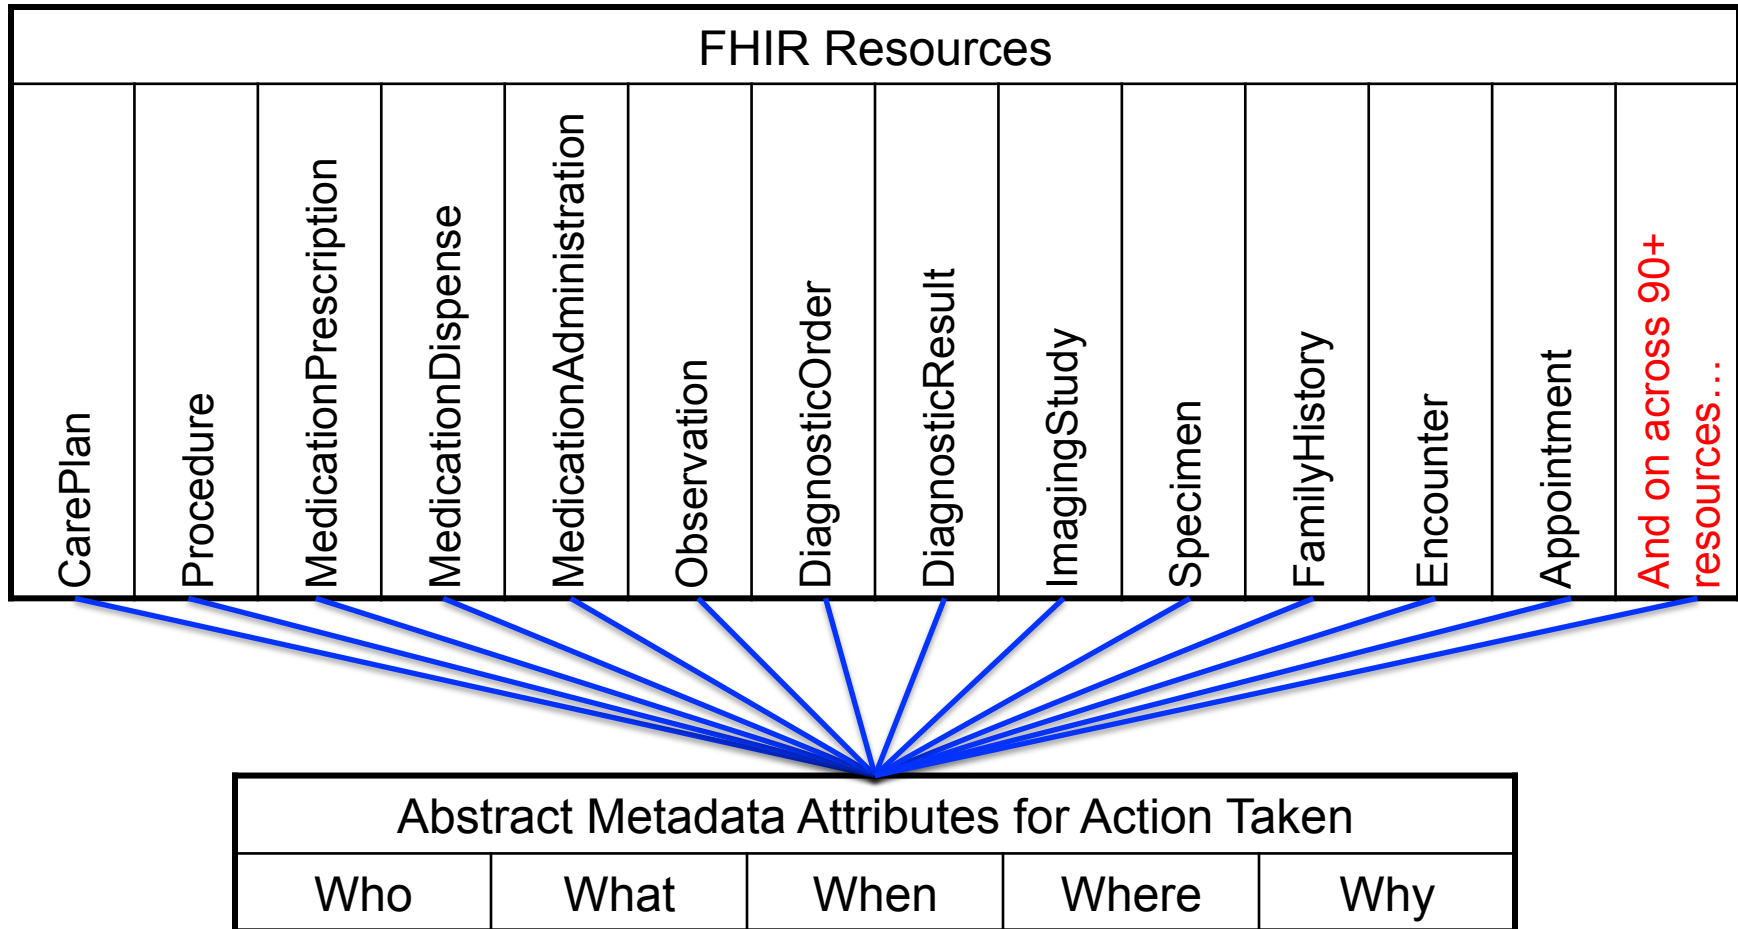 FHIR Resources
CarePlan
Procedure
MedicationPrescription
MedicationDispense
MedicationAdministration
Observation
DiagnosticOrder
DiagnosticResult
ImagingStudy
Specimen
FamilyHistory
Encounter
Appointment
And on across 90+
resources…
Abstract Metadata Attributes for Action Taken
Who
What
When
Where
Why